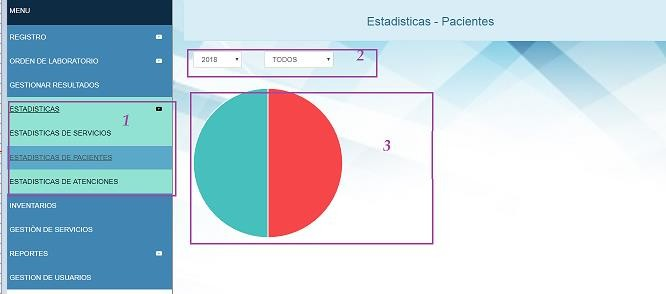 MENU
Estadisticas - Pacientes
REGISTRO
ORDEN DE LABORATORIO
GESTIONAR RESULTADOS
2018
TODOS
2
ESTADISTICAS
1
ESTADISTICAS DE SERVICIOS
ESTADISTICAS DE PACIENTES
ESTADISTICAS DE ATENCIONES
3
INVENTARIOS
GESTIÓN DE SERVICIOS
REPORTES
GESTION DE USUARIOS